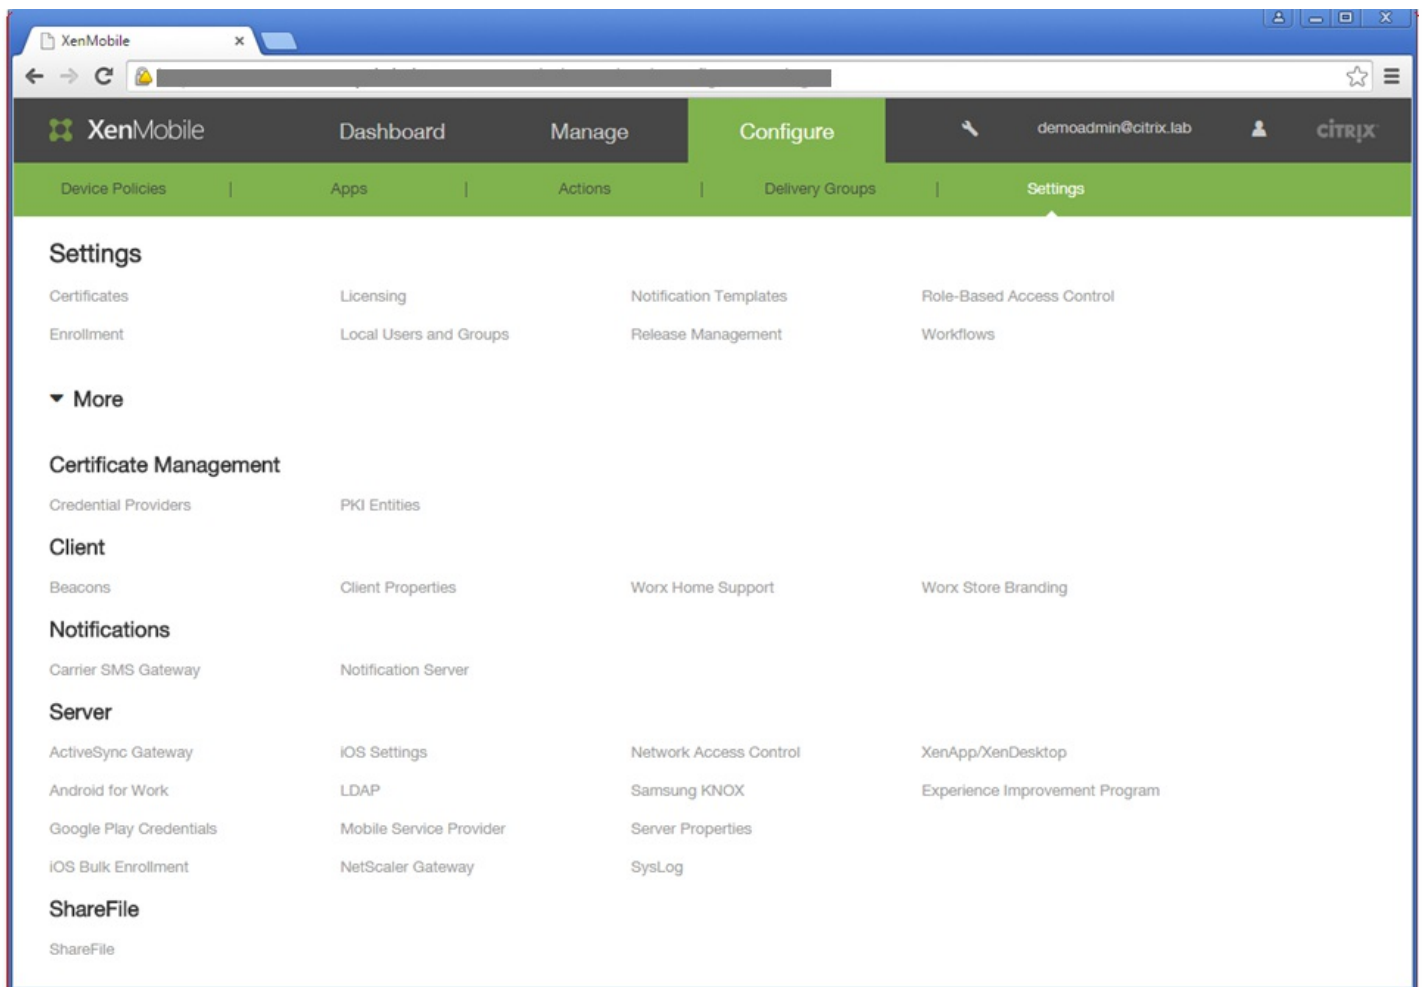 XenMobile
XenMobile Dashboard Manage Configure demoadmin@citrix.lab CITRIX
Device Policies | Apps | Actions | Delivery Groups | Settings
Settings
Certificates Licensing Notification Templates Role-Based Access Control
Enrollment Local Users and Groups Release Management Workflows
More
Certificate Management
Credential Providers PKI Entities
Client
Beacons Client Properties Worx Home Support Worx Store Branding
Notifications
Carrier SMS Gateway Notification Server
Server
ActiveSync Gateway iOS Settings Network Access Control XenApp/XenDesktop
Android for Work LDAP Samsung KNOX Experience Improvement Program
Google Play Credentials Mobile Service Provider Server Properties
iOS Bulk Enrollment NetScaler Gateway SysLog
ShareFile
ShareFile